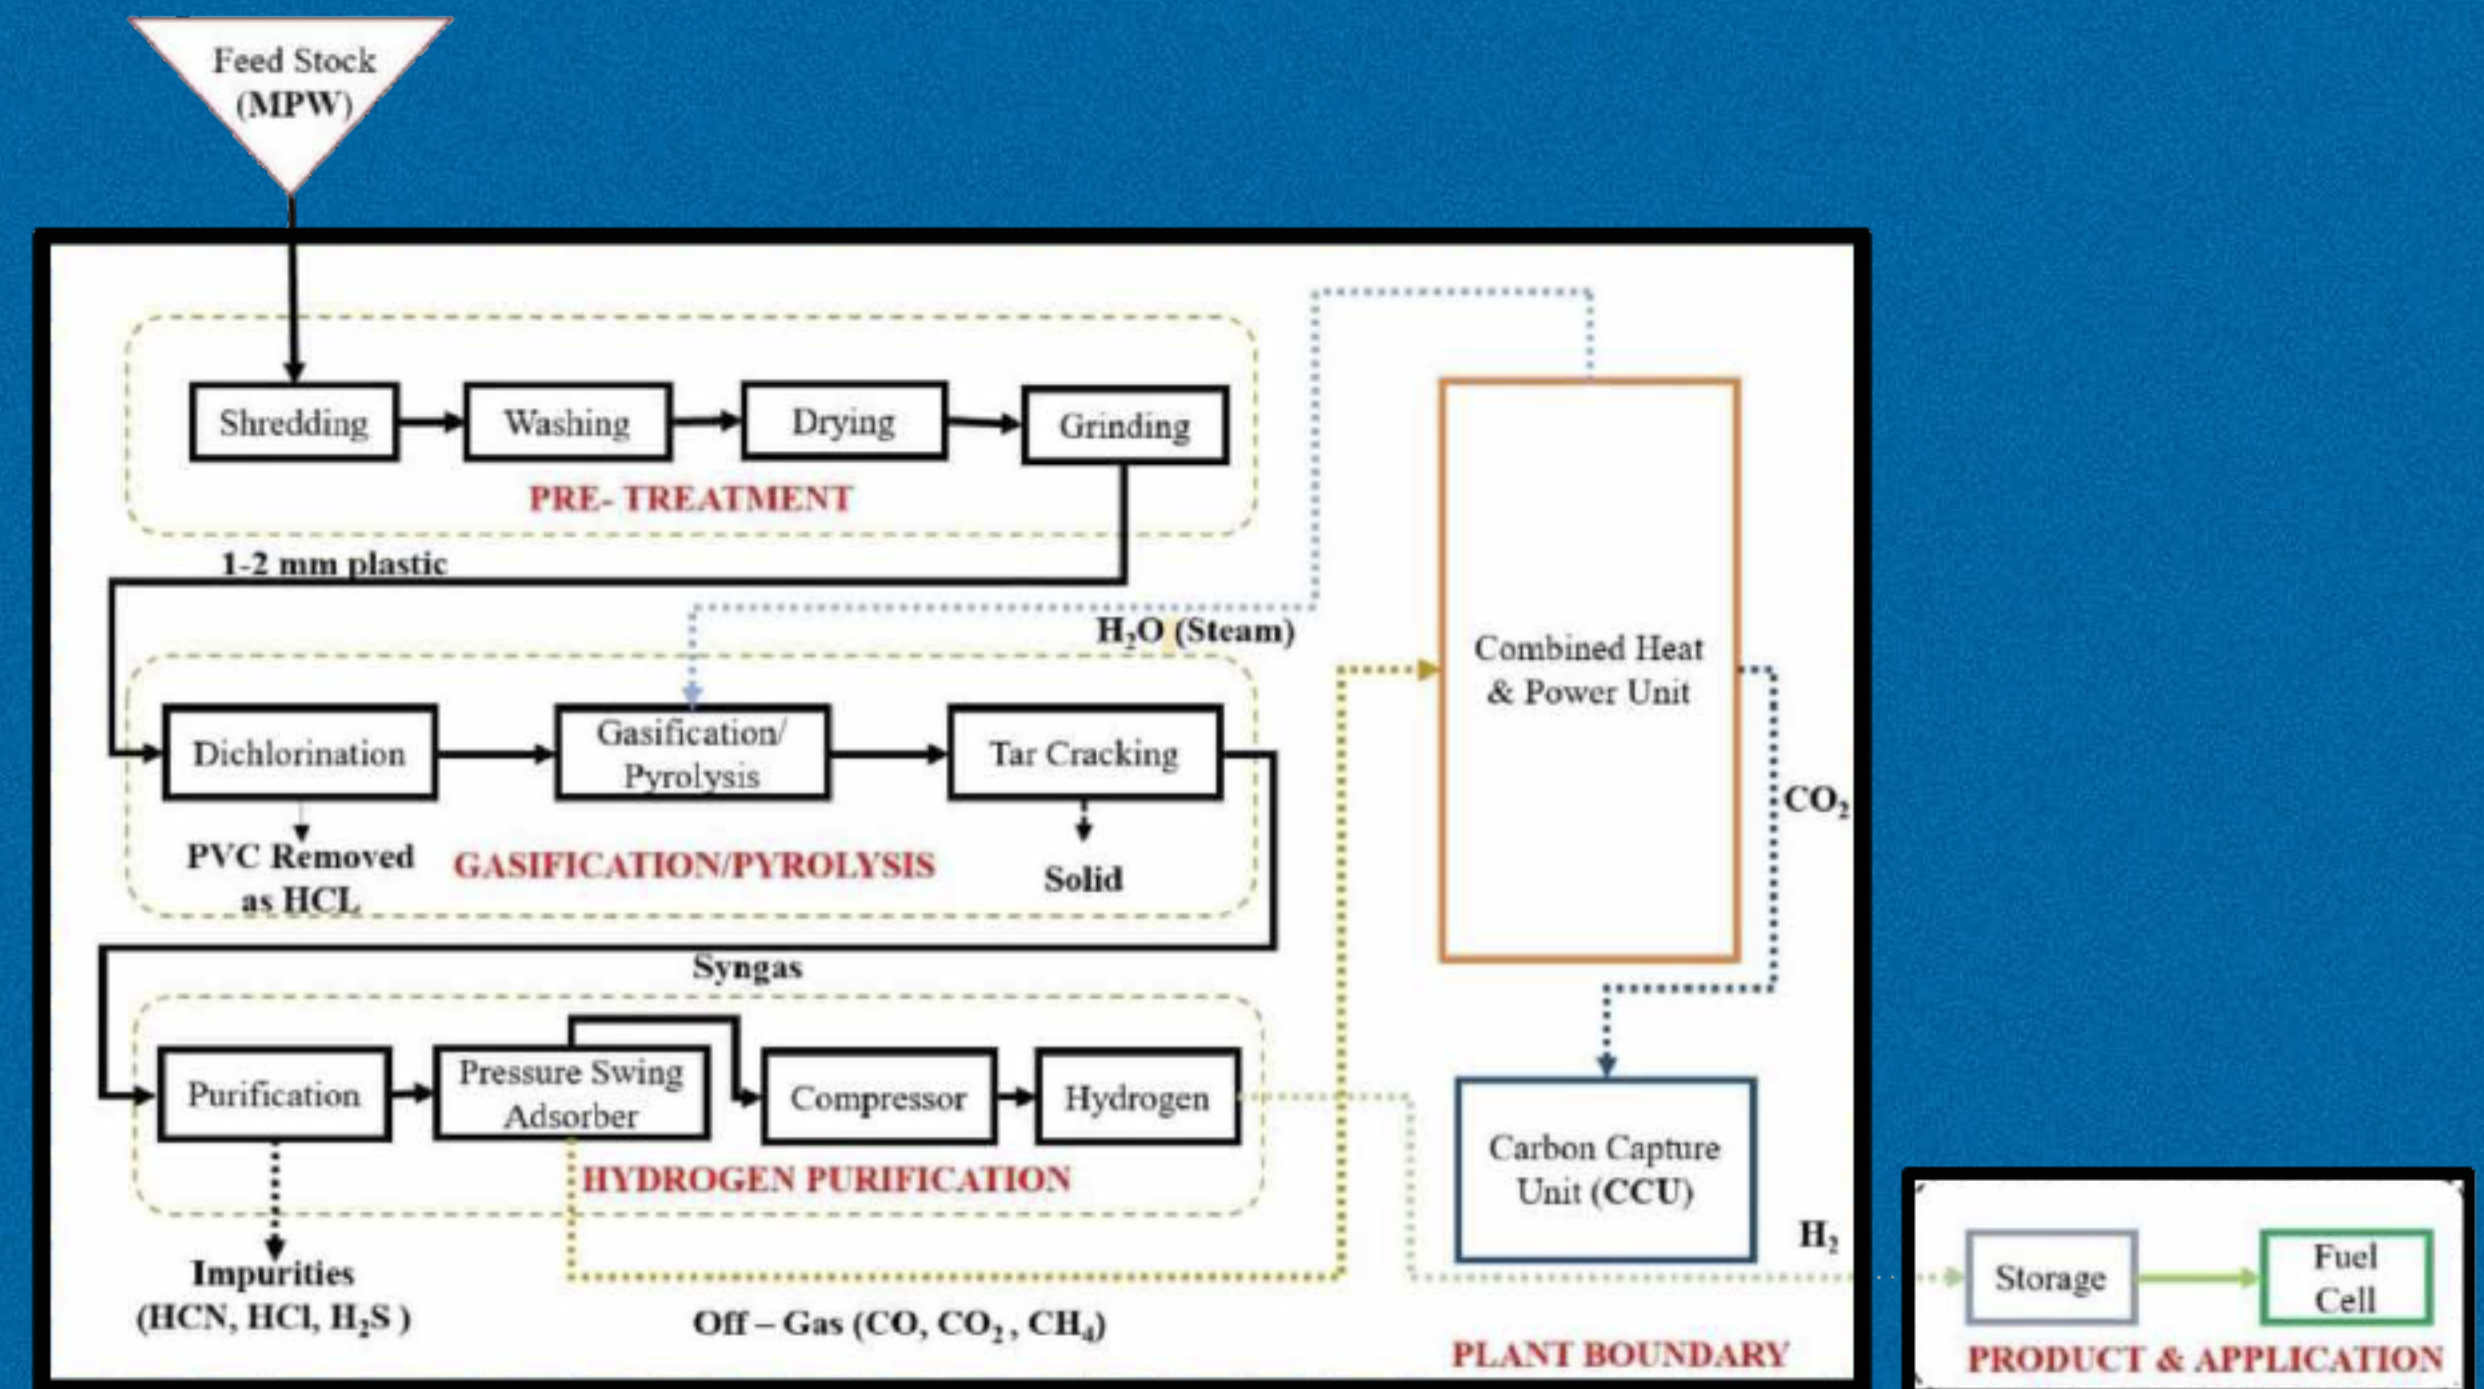 Feed Stock
(MPW)
Shredding
Washing
Drying
Grinding
PRE- TREATMENT
1-2 mm plastic
H₂O (Steam)
Dichlorination
Gasification/
Pyrolysis
Tar Cracking
PVC Removed
as HCL
GASIFICATION/PYROLYSIS
Solid
Syngas
Purification
Pressure Swing
Adsorber
Compressor
Hydrogen
HYDROGEN PURIFICATION
Impurities
(HCN, HCl, H₂S )
Off – Gas (CO, CO₂ , CH₄)
Combined Heat
& Power Unit
CO₂
Carbon Capture
Unit (CCU)
H₂
PLANT BOUNDARY
Storage
Fuel
Cell
PRODUCT & APPLICATION